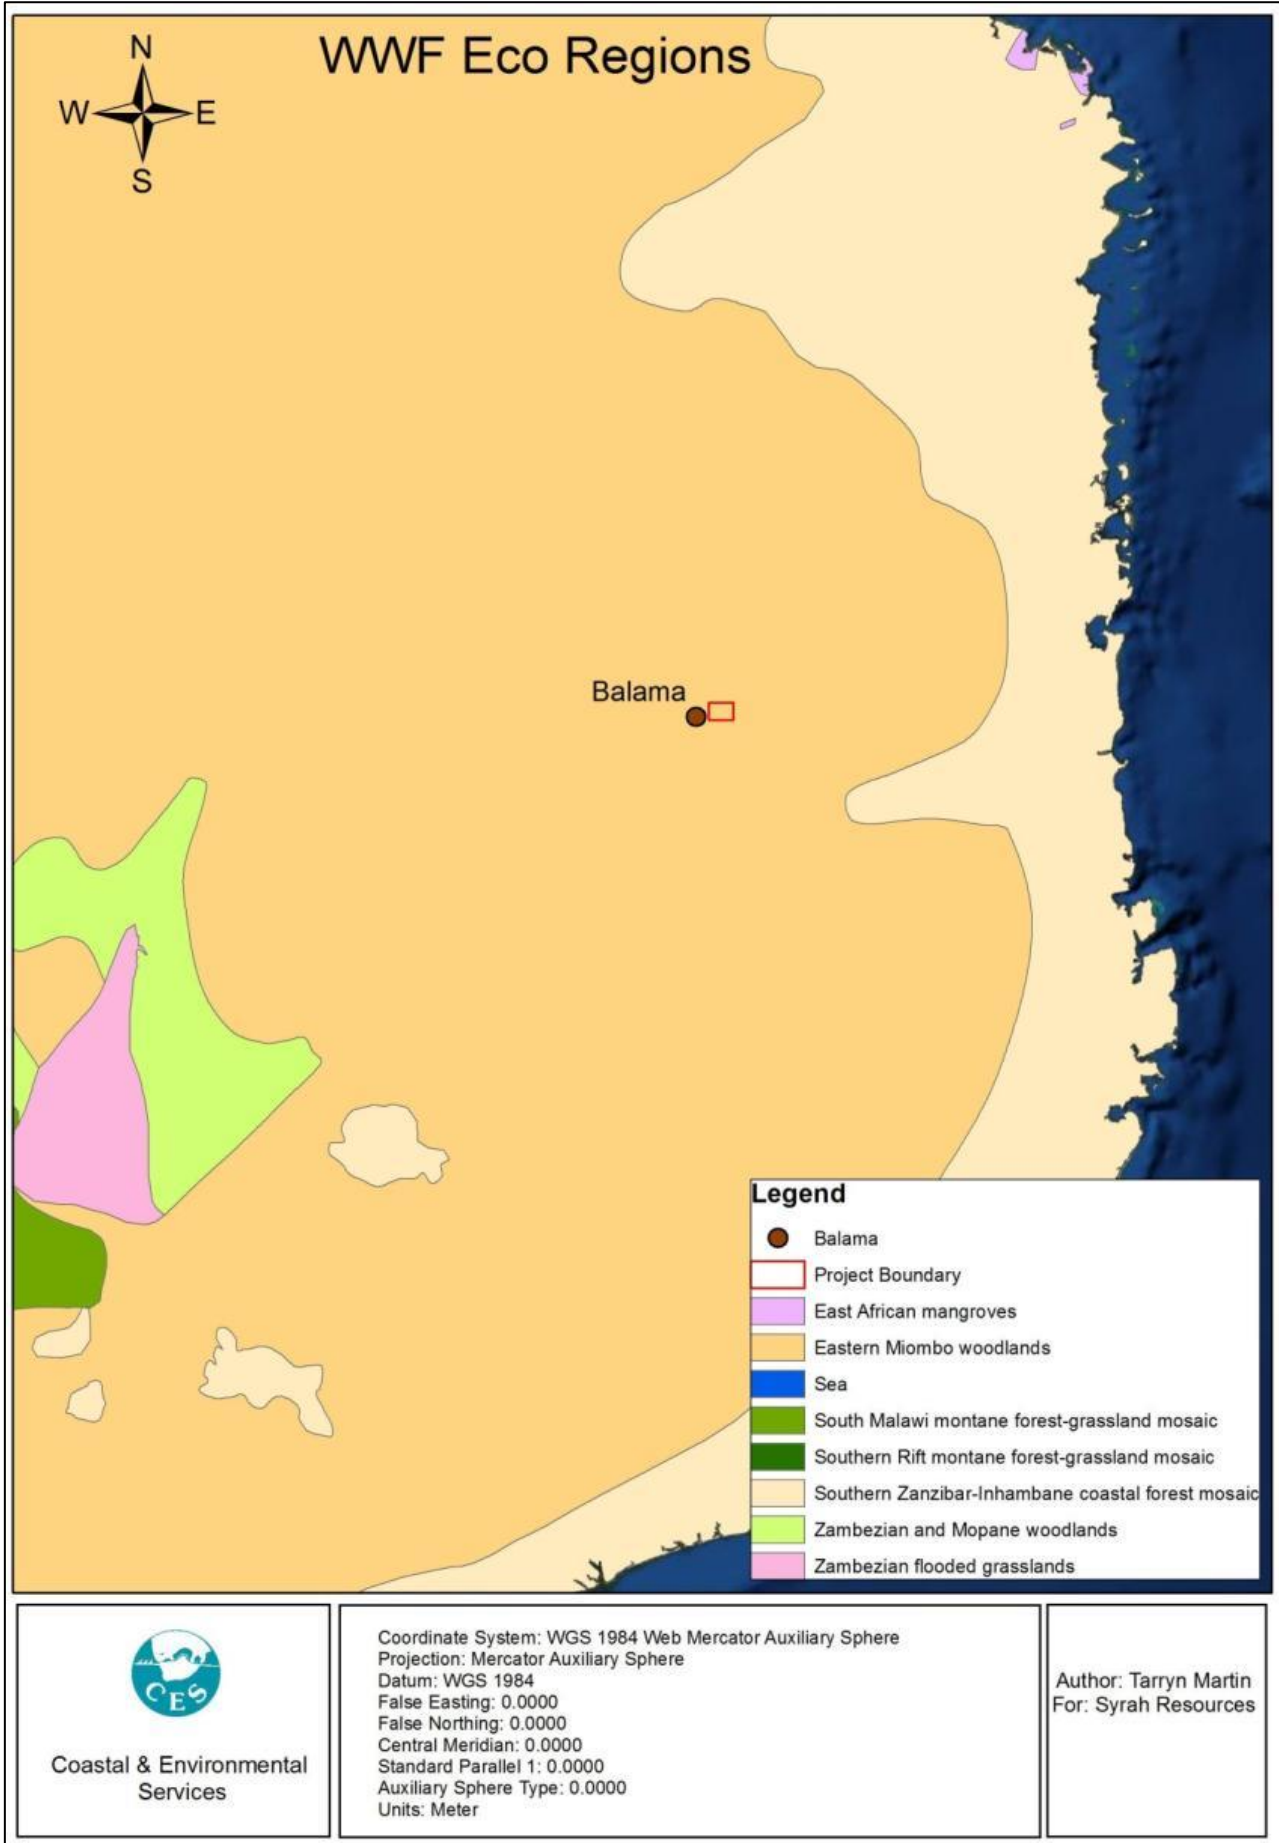 WWF Eco Regions
N
W E
S
Balama
Legend
Balama
Project Boundary
East African mangroves
Eastern Miombo woodlands
Sea
South Malawi montane forest-grassland mosaic
Southern Rift montane forest-grassland mosaic
Southern Zanzibar-Inhambane coastal forest mosaic
Zambezian and Mopane woodlands
Zambezian flooded grasslands
CES
Coastal & Environmental
Services
Coordinate System: WGS 1984 Web Mercator Auxiliary Sphere
Projection: Mercator Auxiliary Sphere
Datum: WGS 1984
False Easting: 0.0000
False Northing: 0.0000
Central Meridian: 0.0000
Standard Parallel 1: 0.0000
Auxiliary Sphere Type: 0.0000
Units: Meter
Author: Tarryn Martin
For: Syrah Resources